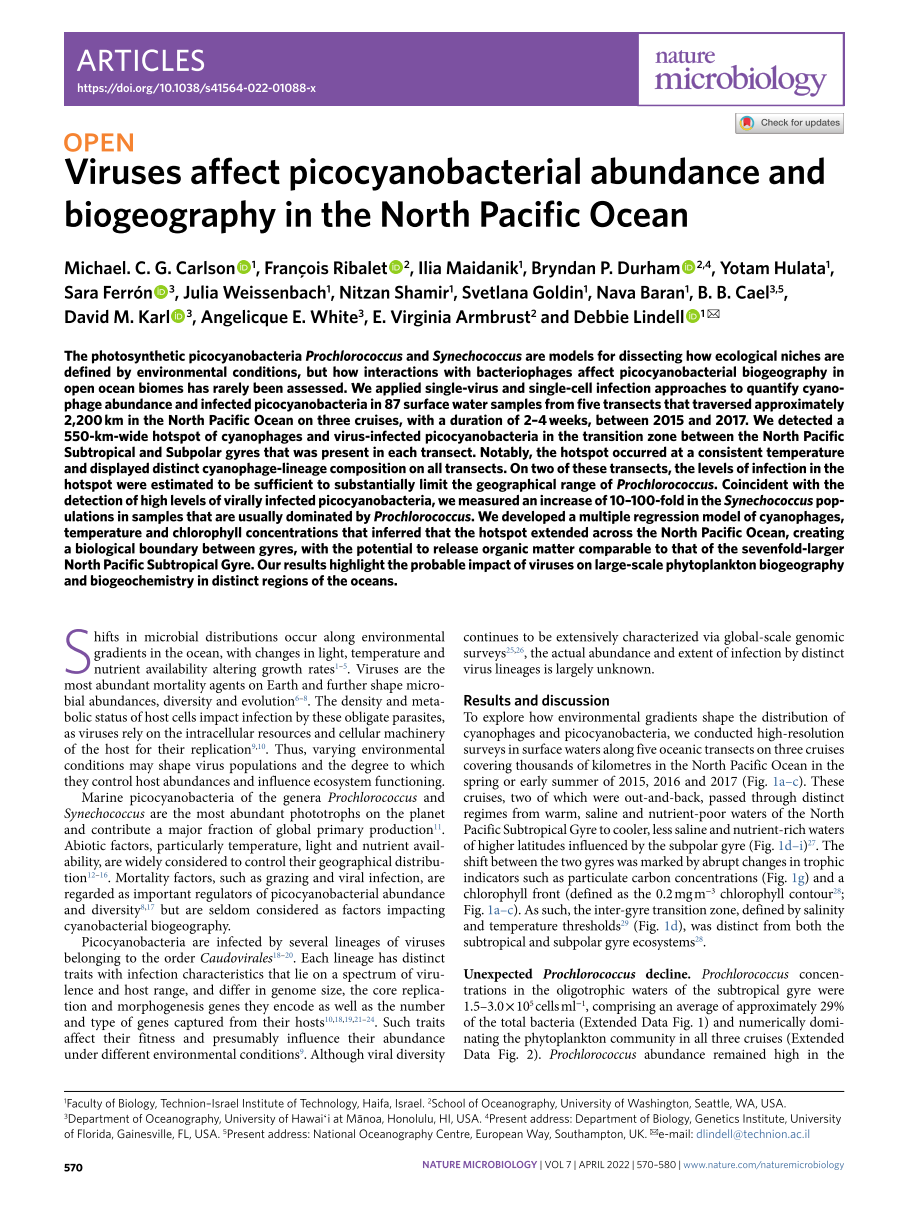 ARTICLES
https://doi.org/10.1038/s41564-022-01088-x
nature
microbiology
Check for updates
OPEN
Viruses affect picocyanobacterial abundance and
biogeography in the North Pacific Ocean
Michael. C. G. Carlson iD 1, François Ribalet iD 2, Ilia Maidanik1, Bryndan P. Durham iD 2,4, Yotam Hulata1,
Sara Ferrón iD 3, Julia Weissenbach1, Nitzan Shamir1, Svetlana Goldin1, Nava Baran1, B. B. Cael3,5,
David M. Karl iD 3, Angelicque E. White3, E. Virginia Armbrust2 and Debbie Lindell iD 1 ✉
The photosynthetic picocyanobacteria Prochlorococcus and Synechococcus are models for dissecting how ecological niches are
defined by environmental conditions, but how interactions with bacteriophages affect picocyanobacterial biogeography in
open ocean biomes has rarely been assessed. We applied single-virus and single-cell infection approaches to quantify cyano-
phage abundance and infected picocyanobacteria in 87 surface water samples from five transects that traversed approximately
2,200 km in the North Pacific Ocean on three cruises, with a duration of 2–4 weeks, between 2015 and 2017. We detected a
550-km-wide hotspot of cyanophages and virus-infected picocyanobacteria in the transition zone between the North Pacific
Subtropical and Subpolar gyres that was present in each transect. Notably, the hotspot occurred at a consistent temperature
and displayed distinct cyanophage-lineage composition on all transects. On two of these transects, the levels of infection in the
hotspot were estimated to be sufficient to substantially limit the geographical range of Prochlorococcus. Coincident with the
detection of high levels of virally infected picocyanobacteria, we measured an increase of 10–100-fold in the Synechococcus pop-
ulations in samples that are usually dominated by Prochlorococcus. We developed a multiple regression model of cyanophages,
temperature and chlorophyll concentrations that inferred that the hotspot extended across the North Pacific Ocean, creating
a biological boundary between gyres, with the potential to release organic matter comparable to that of the sevenfold-larger
North Pacific Subtropical Gyre. Our results highlight the probable impact of viruses on large-scale phytoplankton biogeography
and biogeochemistry in distinct regions of the oceans.
Shifts in microbial distributions occur along environmental
gradients in the ocean, with changes in light, temperature and
nutrient availability altering growth rates1–5. Viruses are the
most abundant mortality agents on Earth and further shape micro-
bial abundances, diversity and evolution6–8. The density and meta-
bolic status of host cells impact infection by these obligate parasites,
as viruses rely on the intracellular resources and cellular machinery
of the host for their replication9,10. Thus, varying environmental
conditions may shape virus populations and the degree to which
they control host abundances and influence ecosystem functioning.
Marine picocyanobacteria of the genera Prochlorococcus and
Synechococcus are the most abundant phototrophs on the planet
and contribute a major fraction of global primary production11.
Abiotic factors, particularly temperature, light and nutrient avail-
ability, are widely considered to control their geographical distribu-
tion12–16. Mortality factors, such as grazing and viral infection, are
regarded as important regulators of picocyanobacterial abundance
and diversity8,17 but are seldom considered as factors impacting
cyanobacterial biogeography.
Picocyanobacteria are infected by several lineages of viruses
belonging to the order Caudovirales18–20. Each lineage has distinct
traits with infection characteristics that lie on a spectrum of viru-
lence and host range, and differ in genome size, the core replica-
tion and morphogenesis genes they encode as well as the number
and type of genes captured from their hosts10,18,19,21–24. Such traits
affect their fitness and presumably influence their abundance
under different environmental conditions9. Although viral diversity
continues to be extensively characterized via global-scale genomic
surveys25,26, the actual abundance and extent of infection by distinct
virus lineages is largely unknown.
Results and discussion
To explore how environmental gradients shape the distribution of
cyanophages and picocyanobacteria, we conducted high-resolution
surveys in surface waters along five oceanic transects on three cruises
covering thousands of kilometres in the North Pacific Ocean in the
spring or early summer of 2015, 2016 and 2017 (Fig. 1a–c). These
cruises, two of which were out-and-back, passed through distinct
regimes from warm, saline and nutrient-poor waters of the North
Pacific Subtropical Gyre to cooler, less saline and nutrient-rich waters
of higher latitudes influenced by the subpolar gyre (Fig. 1d–i)27. The
shift between the two gyres was marked by abrupt changes in trophic
indicators such as particulate carbon concentrations (Fig. 1g) and a
chlorophyll front (defined as the 0.2 mg m−3 chlorophyll contour28;
Fig. 1a–c). As such, the inter-gyre transition zone, defined by salinity
and temperature thresholds29 (Fig. 1d), was distinct from both the
subtropical and subpolar gyre ecosystems28.
Unexpected Prochlorococcus decline. Prochlorococcus concen-
trations in the oligotrophic waters of the subtropical gyre were
1.5–3.0 × 105 cells ml−1, comprising an average of approximately 29%
of the total bacteria (Extended Data Fig. 1) and numerically domi-
nating the phytoplankton community in all three cruises (Extended
Data Fig. 2). Prochlorococcus abundance remained high in the
1Faculty of Biology, Technion–Israel Institute of Technology, Haifa, Israel. 2School of Oceanography, University of Washington, Seattle, WA, USA.
3Department of Oceanography, University of Hawaiʻi at Mānoa, Honolulu, HI, USA. 4Present address: Department of Biology, Genetics Institute, University
of Florida, Gainesville, FL, USA. 5Present address: National Oceanography Centre, European Way, Southampton, UK. ✉e-mail: dlindell@technion.ac.il
570
NATURE MICROBIOLOGY | VOL 7 | APRIL 2022 | 570–580 | www.nature.com/naturemicrobiology